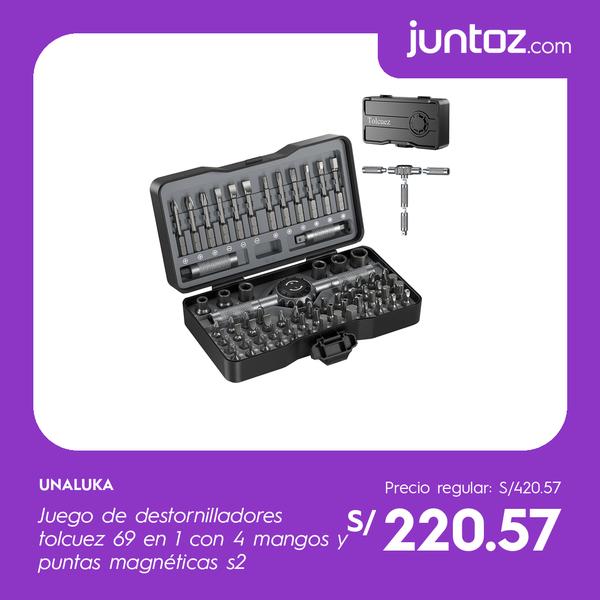 juntoz.com
Tolcuez
UNALUKA
Juego de destornilladores
tolcuez 69 en 1 con 4 mangos y
puntas magnéticas s2
Precio regular: S/420.57
S/ 220.57